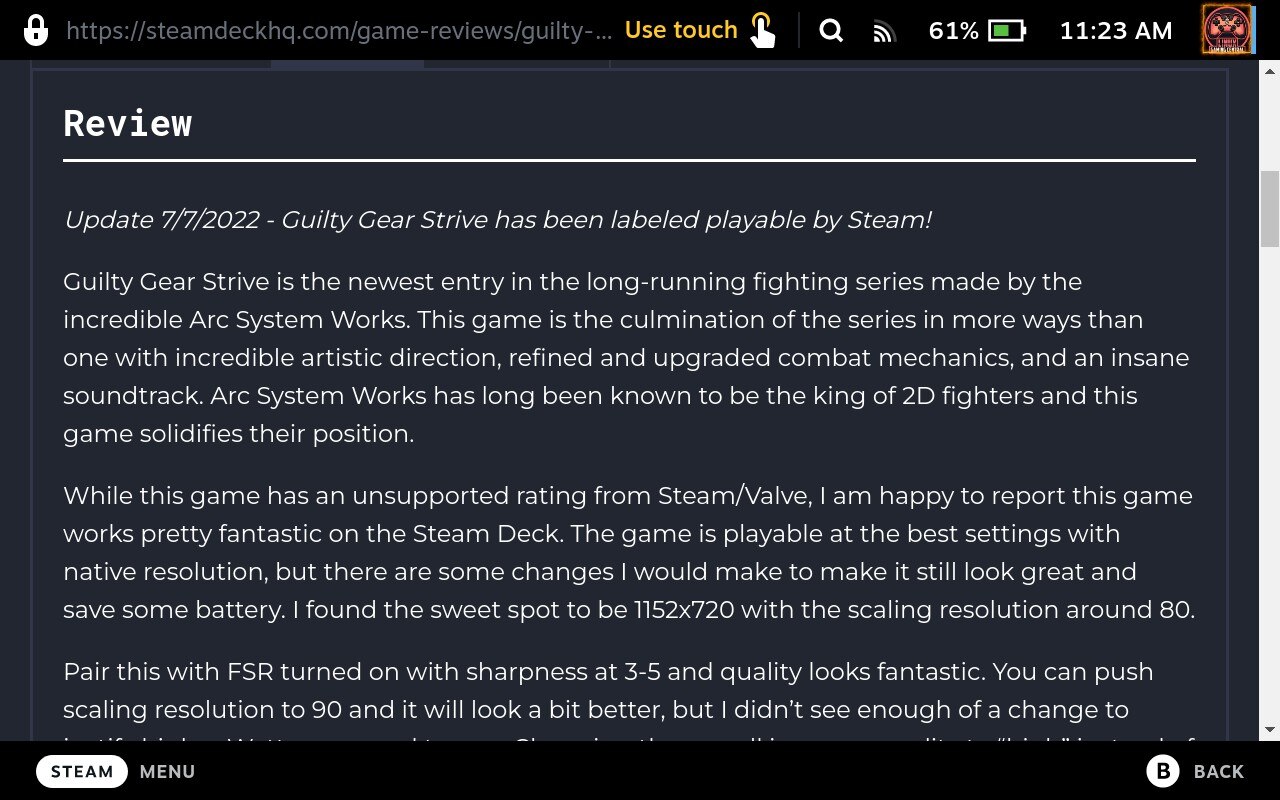 https://steamdeckhq.com/game-reviews/guilty-... Use touch 61% 11:23 AM
Review
Update 7/7/2022 - Guilty Gear Strive has been labeled playable by Steam!
Guilty Gear Strive is the newest entry in the long-running fighting series made by the
incredible Arc System Works. This game is the culmination of the series in more ways than
one with incredible artistic direction, refined and upgraded combat mechanics, and an insane
soundtrack. Arc System Works has long been known to be the king of 2D fighters and this
game solidifies their position.
While this game has an unsupported rating from Steam/Valve, I am happy to report this game
works pretty fantastic on the Steam Deck. The game is playable at the best settings with
native resolution, but there are some changes I would make to make it still look great and
save some battery. I found the sweet spot to be 1152x720 with the scaling resolution around 80.
Pair this with FSR turned on with sharpness at 3-5 and quality looks fantastic. You can push
scaling resolution to 90 and it will look a bit better, but I didn't see enough of a change to
STEAM MENU B BACK